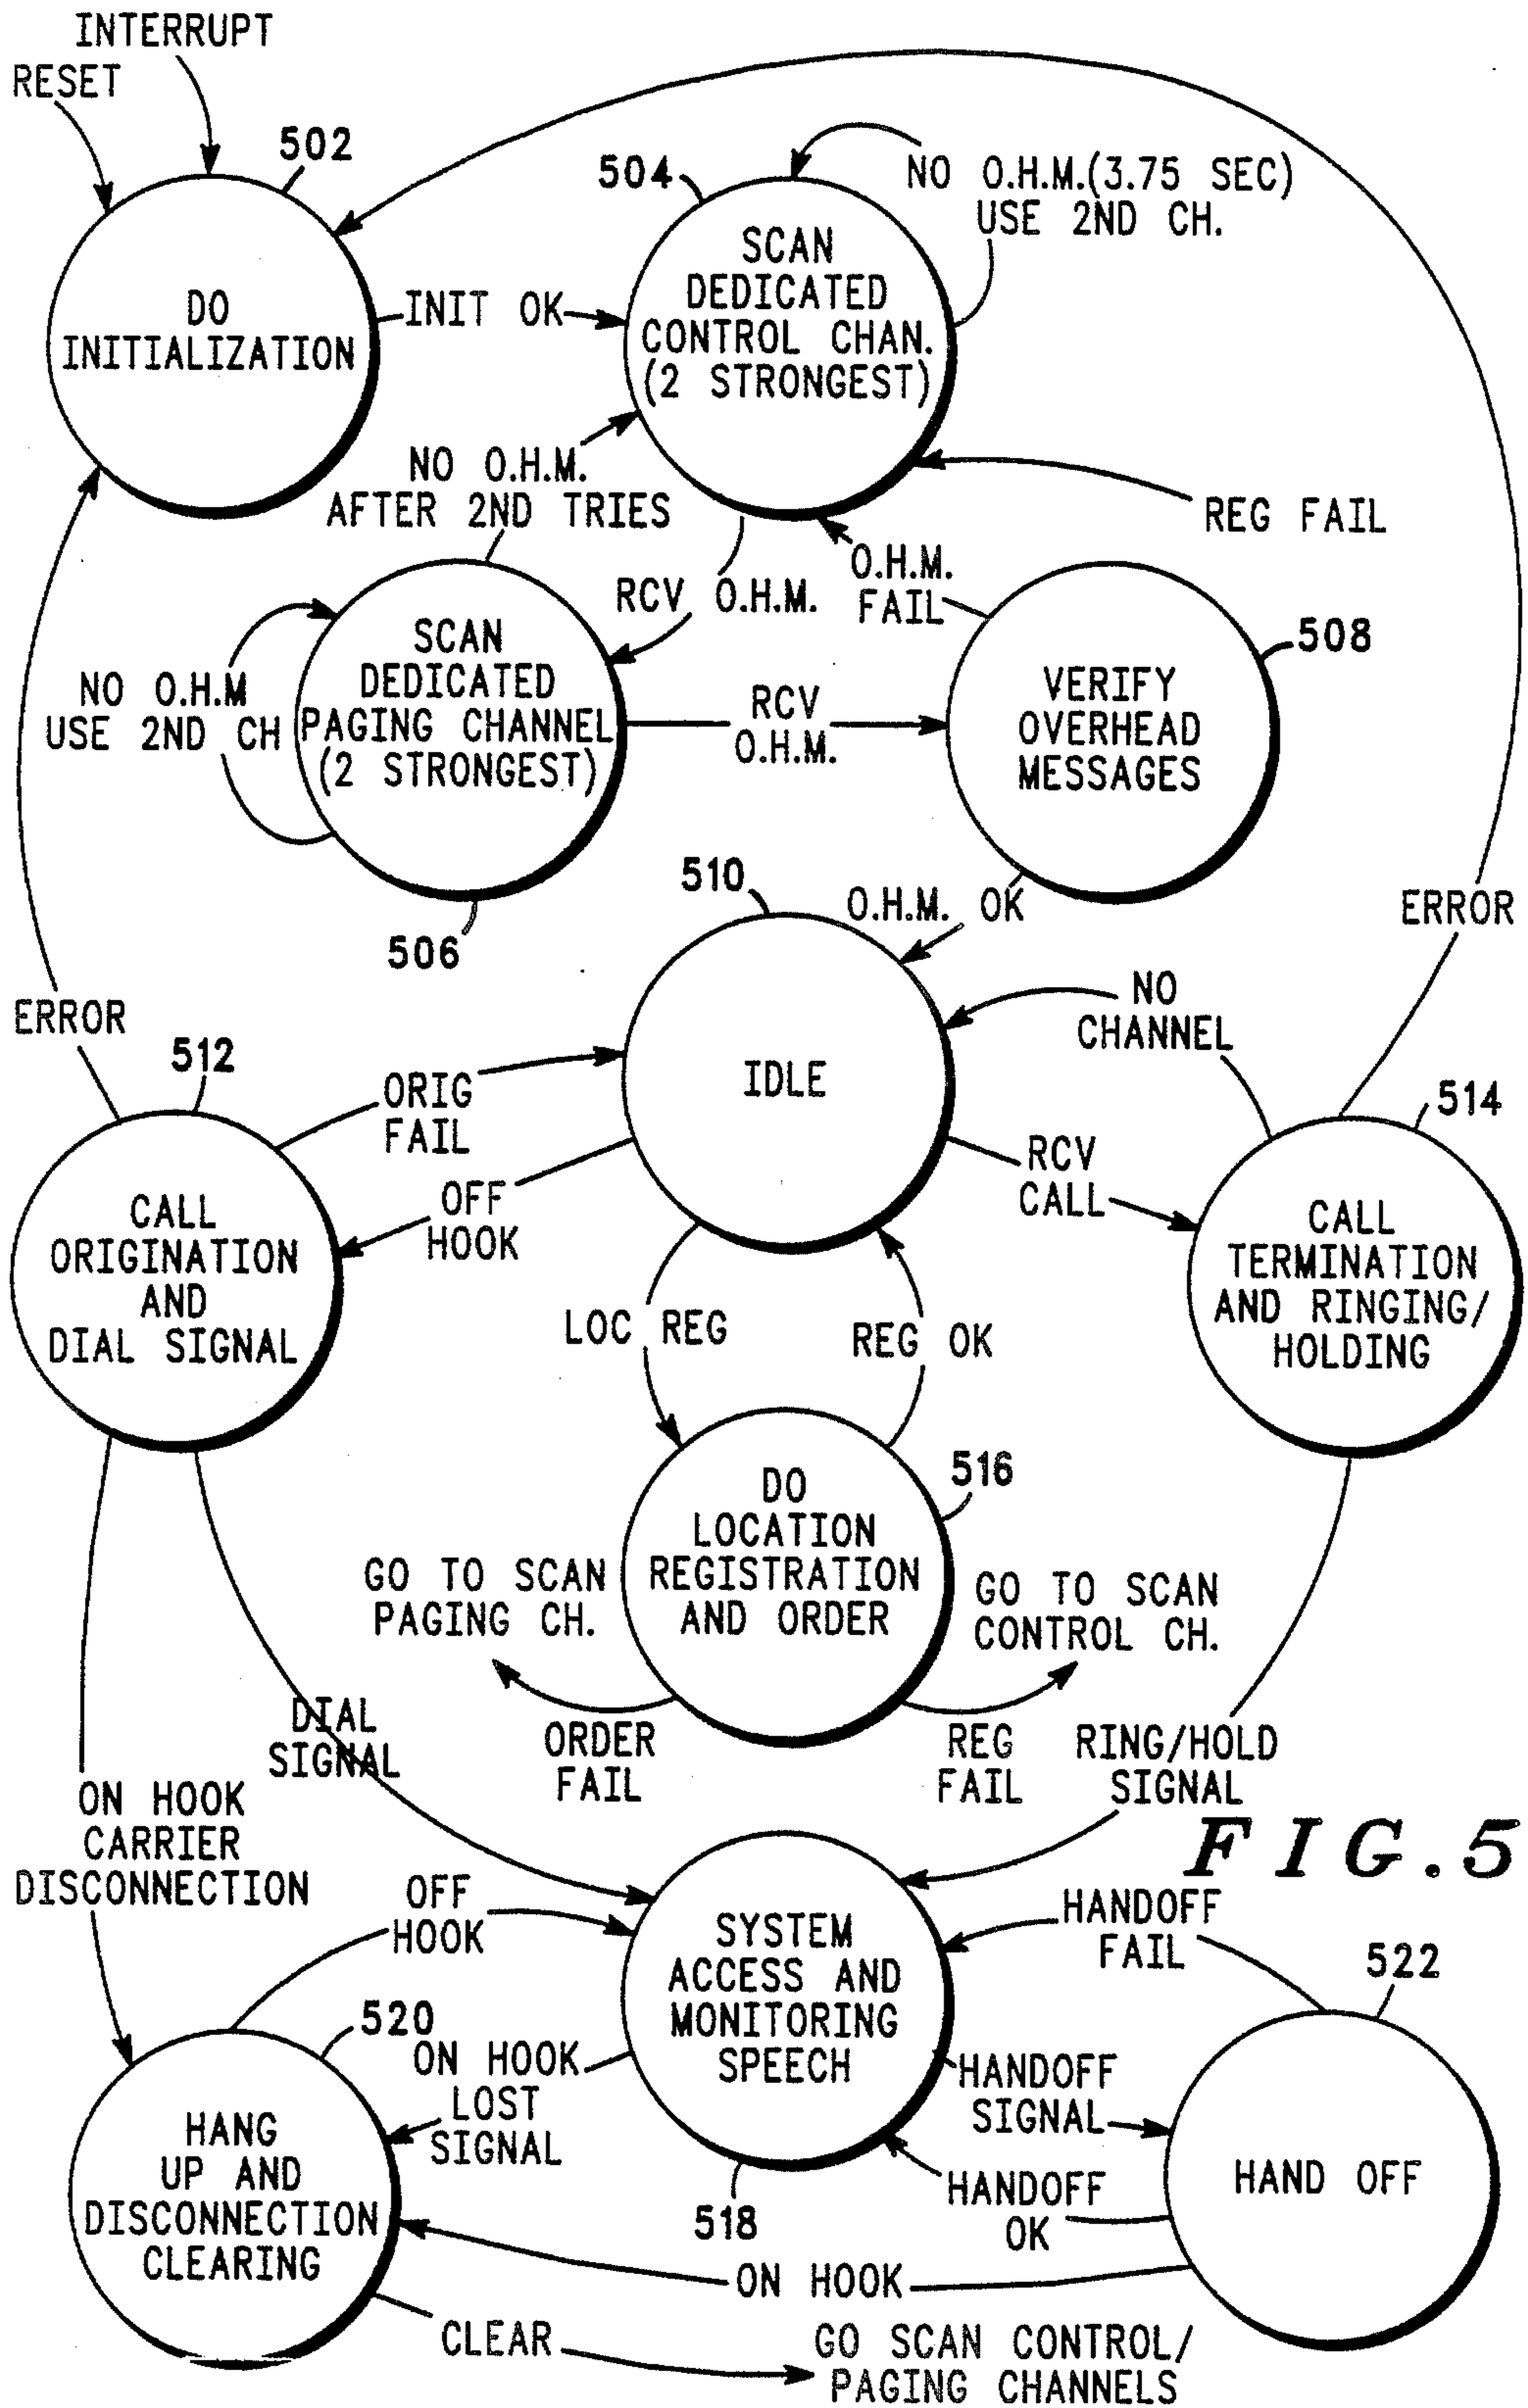 INTERRUPT
RESET
502
DO
INITIALIZATION
INIT OK
504
SCAN
DEDICATED
CONTROL CHAN.
(2 STRONGEST)
NO O.H.M.(3.75 SEC)
USE 2ND CH.
NO O.H.M.
AFTER 2ND TRIES
REG FAIL
RCV O.H.M.
O.H.M.
FAIL
SCAN
DEDICATED
PAGING CHANNEL
(2 STRONGEST)
506
NO O.H.M
USE 2ND CH
RCV
O.H.M.
508
VERIFY
OVERHEAD
MESSAGES
O.H.M. OK
510
IDLE
NO
CHANNEL
ERROR
ERROR
512
CALL
ORIGINATION
AND
DIAL SIGNAL
ORIG
FAIL
OFF
HOOK
RCV
CALL
514
CALL
TERMINATION
AND RINGING/
HOLDING
LOC REG
REG OK
516
DO
LOCATION
REGISTRATION
AND ORDER
GO TO SCAN
PAGING CH.
GO TO SCAN
CONTROL CH.
ORDER
FAIL
REG
FAIL
DIAL
SIGNAL
RING/HOLD
SIGNAL
ON HOOK
CARRIER
DISCONNECTION
FIG.5
OFF
HOOK
SYSTEM
ACCESS AND
MONITORING
SPEECH
518
HANDOFF
FAIL
522
HAND OFF
520
ON HOOK
LOST
SIGNAL
HANDOFF
SIGNAL
HANDOFF
OK
HANG
UP AND
DISCONNECTION
CLEARING
ON HOOK
CLEAR
GO SCAN CONTROL/
PAGING CHANNELS